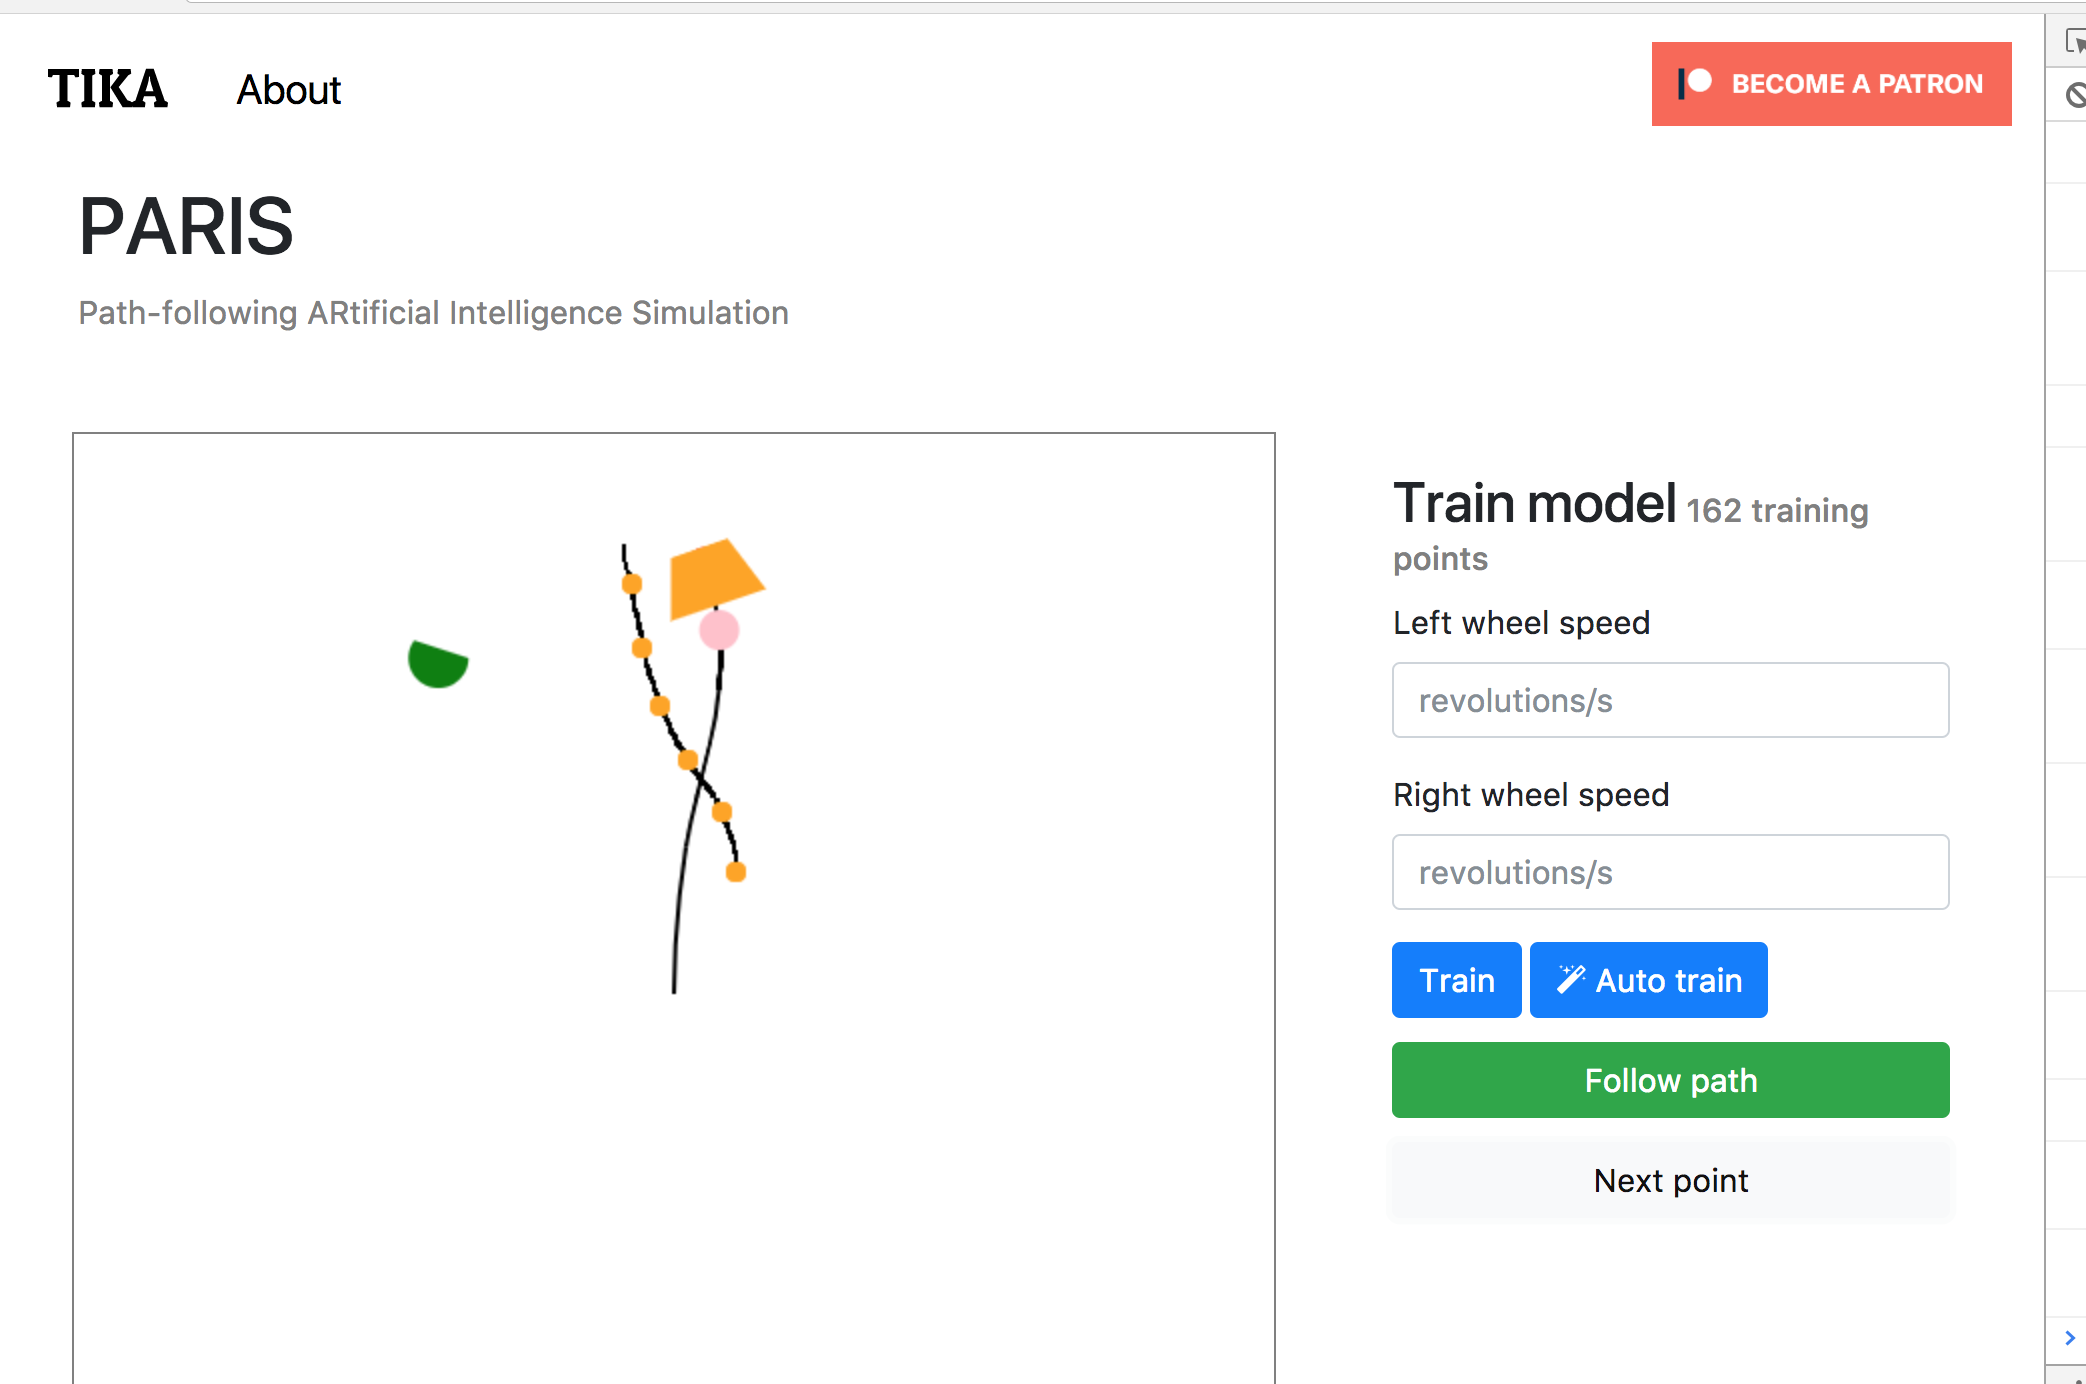 TIKA About BECOME A PATRON
PARIS
Path-following ARtificial Intelligence Simulation
Train model 162 training
points
Left wheel speed
revolutions/s
Right wheel speed
revolutions/s
Train Auto train
Follow path
Next point